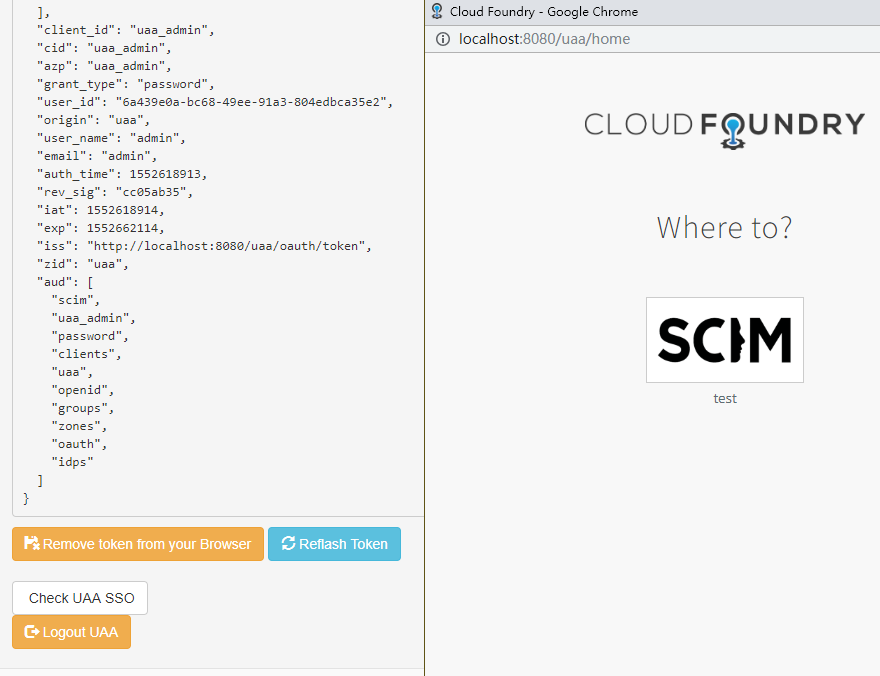 ],
"client_id": "uaa_admin",
"cid": "uaa_admin",
"azp": "uaa_admin",
"grant_type": "password",
"user_id": "6a439e0a-bc68-49ee-91a3-804edbca35e2",
"origin": "uaa",
"user_name": "admin",
"email": "admin",
"auth_time": 1552618913,
"rev_sig": "cc05ab35",
"iat": 1552618914,
"exp": 1552662114,
"iss": "http://localhost:8080/uaa/oauth/token",
"zid": "uaa",
"aud": [
"scim",
"uaa_admin",
"password",
"clients",
"uaa",
"openid",
"groups",
"zones",
"oauth",
"idps"
]
}
Remove token from your Browser
Reflash Token
Check UAA SSO
Logout UAA
Cloud Foundry - Google Chrome
localhost:8080/uaa/home
CLOUD FOUNDRY
Where to?
SCIM
test